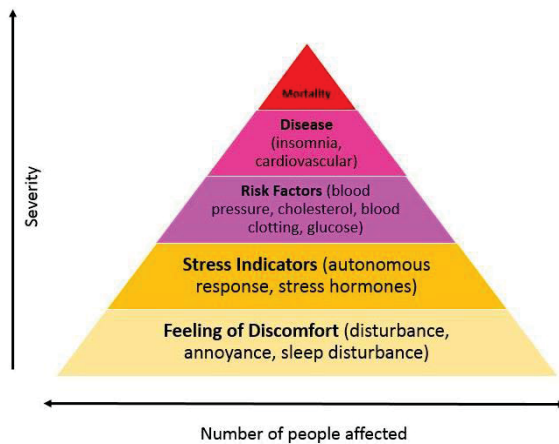 Severity
Mortality
Disease
(insomnia,
cardiovascular)
Risk Factors (blood
pressure, cholesterol, blood
clotting, glucose)
Stress Indicators (autonomous
response, stress hormones)
Feeling of Discomfort (disturbance,
annoyance, sleep disturbance)
Number of people affected